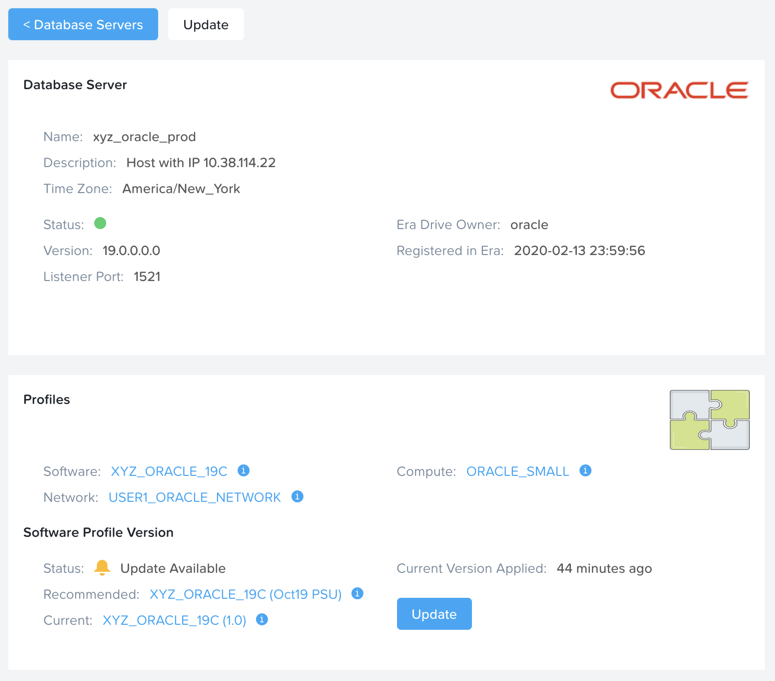 < Database Servers Update
Database Server
ORACLE
Name: xyz_oracle_prod
Description: Host with IP 10.38.114.22
Time Zone: America/New_York
Status: Era Drive Owner: oracle
Version: 19.0.0.0.0 Registered in Era: 2020-02-13 23:59:56
Listener Port: 1521
Profiles
Software: XYZ_ORACLE_19C i Compute: ORACLE_SMALL i
Network: USER1_ORACLE_NETWORK i
Software Profile Version
Status: Update Available Current Version Applied: 44 minutes ago
Recommended: XYZ_ORACLE_19C (Oct19 PSU) i
Update
Current: XYZ_ORACLE_19C (1.0) i